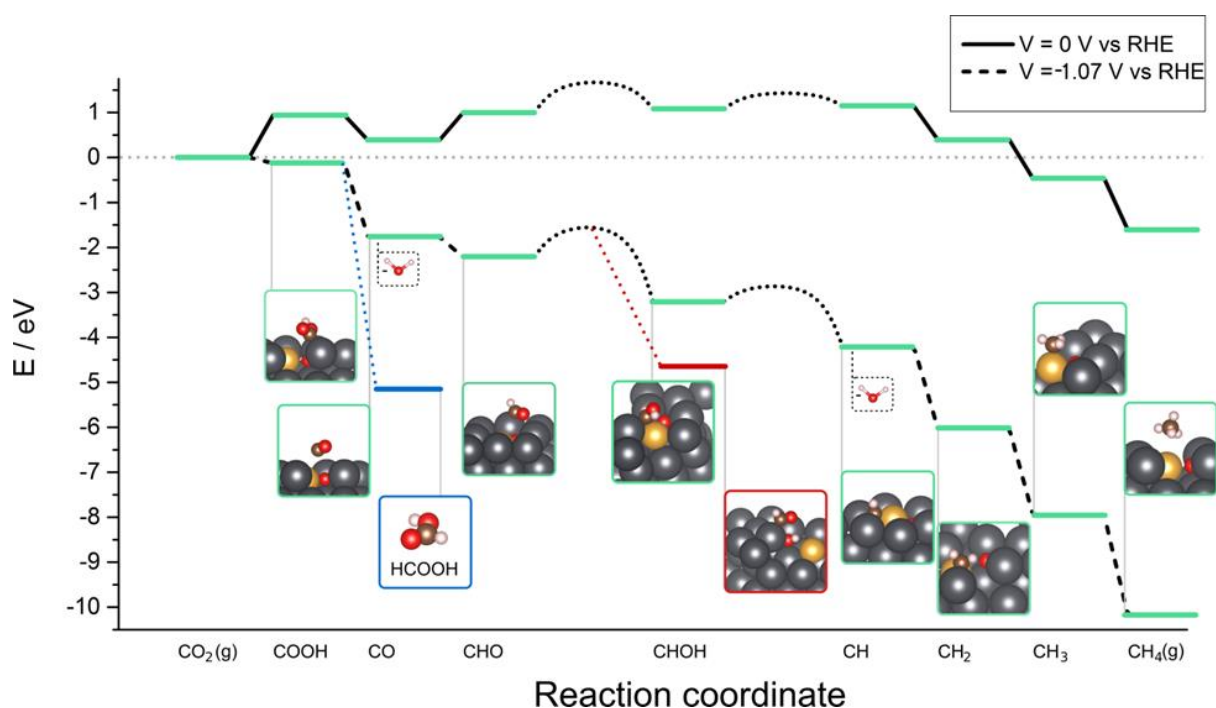 V = 0 V vs RHE
V =-1.07 V vs RHE
1
0
-1
-2
-3
-4
-5
-6
-7
-8
-9
-10
E / eV
-
-
HCOOH
CO₂(g) COOH CO CHO CHOH CH CH₂ CH₃ CH₄(g)
Reaction coordinate